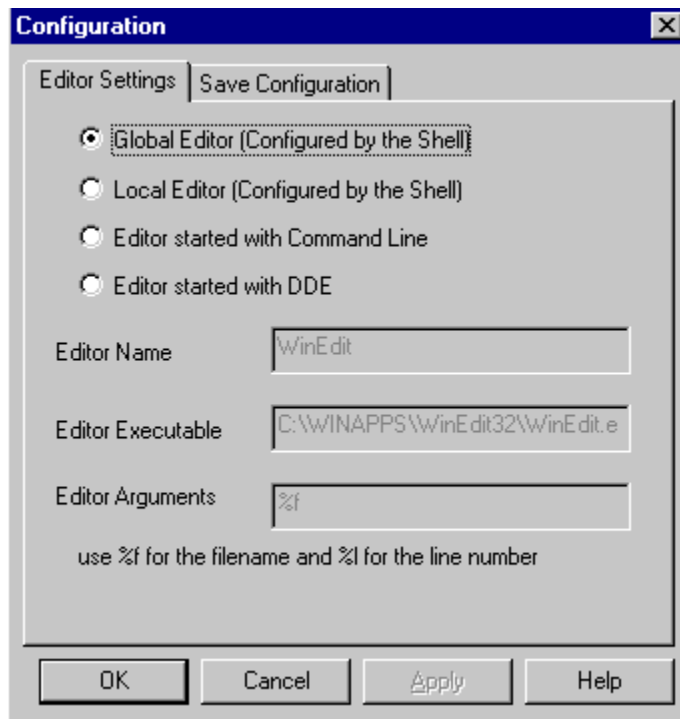 Configuration
Editor Settings
Save Configuration
Global Editor (Configured by the Shell)
Local Editor (Configured by the Shell)
Editor started with Command Line
Editor started with DDE
Editor Name
WinEdit
Editor Executable
C:\WINAPPS\WinEdit32\WinEdit.e
Editor Arguments
%f
use %f for the filename and %l for the line number
OK
Cancel
Apply
Help